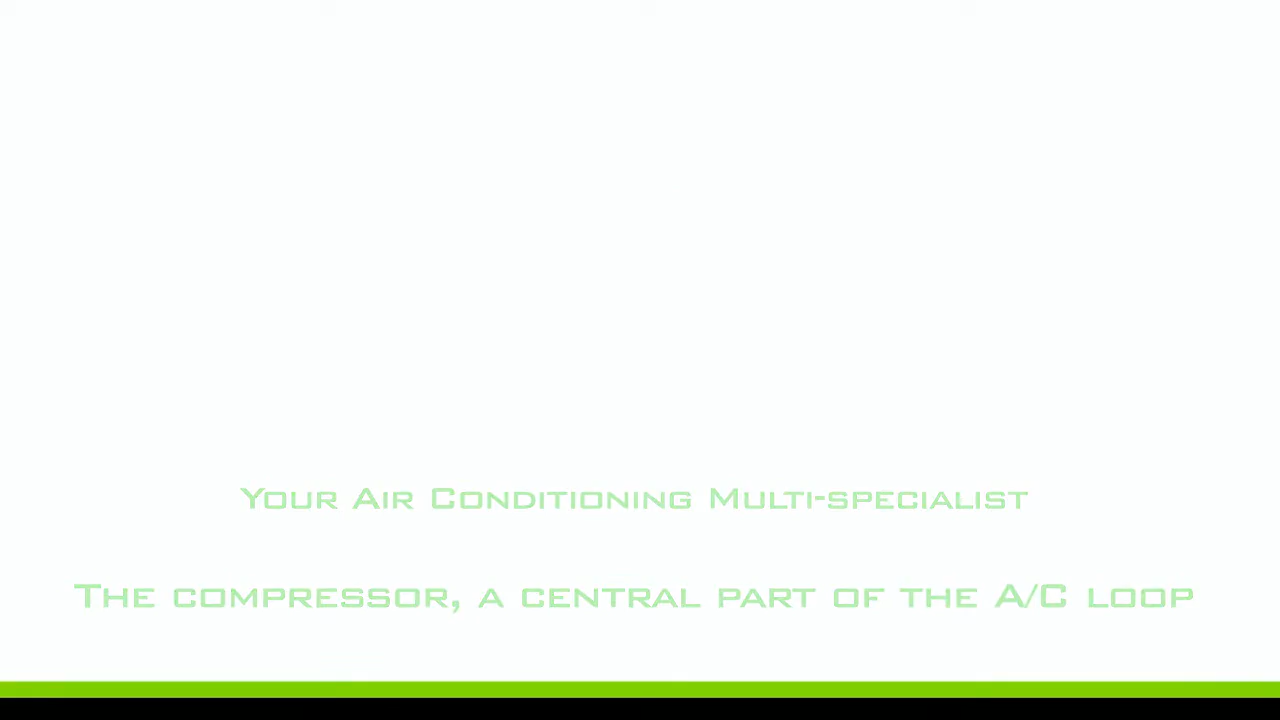 Your Air Conditioning Multi-specialist
The compressor, a central part of the A/C loop